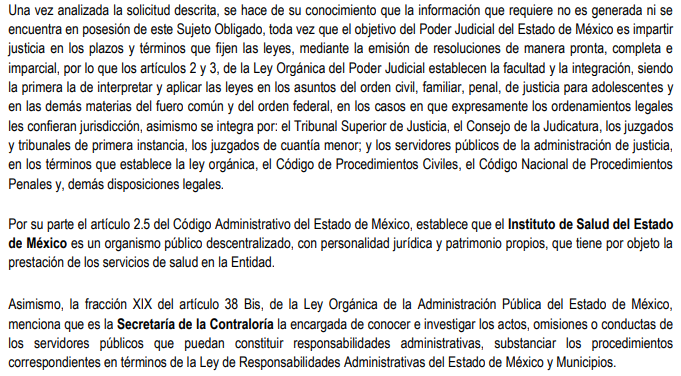 Una vez analizada la solicitud descrita, se hace de su conocimiento que la información que requiere no es generada ni se
encuentra en posesión de este Sujeto Obligado, toda vez que el objetivo del Poder Judicial del Estado de México es impartir
justicia en los plazos y términos que fijen las leyes, mediante la emisión de resoluciones de manera pronta, completa e
imparcial, por lo que los artículos 2 y 3, de la Ley Orgánica del Poder Judicial establecen la facultad y la integración, siendo
la primera la de interpretar y aplicar las leyes en los asuntos del orden civil, familiar, penal, de justicia para adolescentes y
en las demás materias del fuero común y del orden federal, en los casos en que expresamente los ordenamientos legales
les confieran jurisdicción, asimismo se integra por: el Tribunal Superior de Justicia, el Consejo de la Judicatura, los juzgados
y tribunales de primera instancia, los juzgados de cuantía menor; y los servidores públicos de la administración de justicia,
en los términos que establece la ley orgánica, el Código de Procedimientos Civiles, el Código Nacional de Procedimientos
Penales y, demás disposiciones legales.
Por su parte el artículo 2.5 del Código Administrativo del Estado de México, establece que el Instituto de Salud del Estado
de México es un organismo público descentralizado, con personalidad jurídica y patrimonio propios, que tiene por objeto la
prestación de los servicios de salud en la Entidad.
Asimismo, la fracción XIX del artículo 38 Bis, de la Ley Orgánica de la Administración Pública del Estado de México,
menciona que es la Secretaría de la Contraloría la encargada de conocer e investigar los actos, omisiones o conductas de
los servidores públicos que puedan constituir responsabilidades administrativas, substanciar los procedimientos
correspondientes en términos de la Ley de Responsabilidades Administrativas del Estado de México y Municipios.